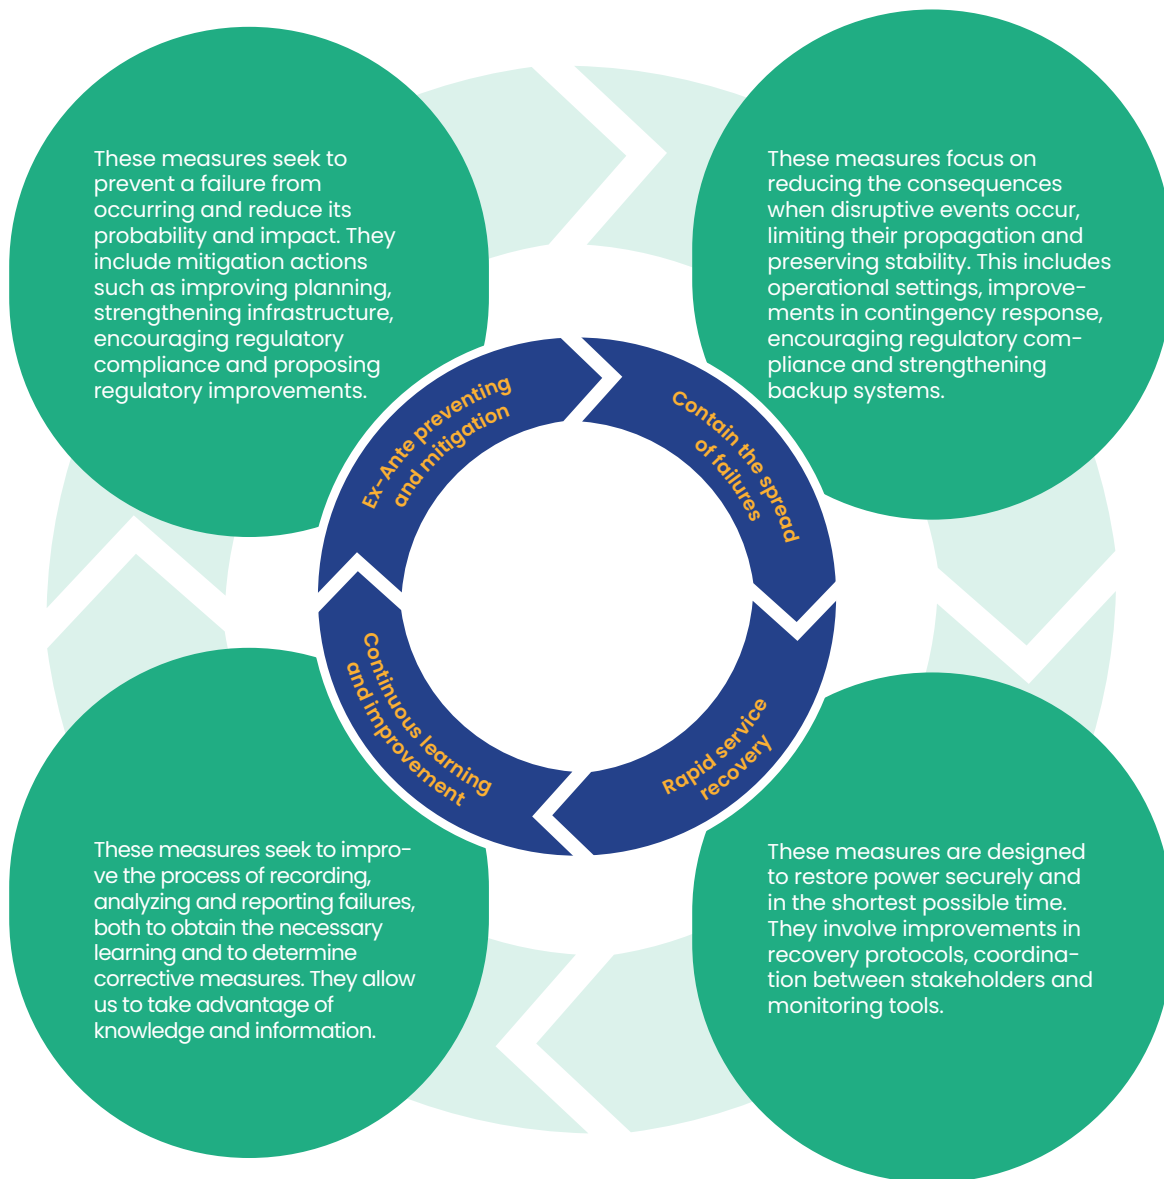 These measures seek to
prevent a failure from
occurring and reduce its
probability and impact. They
include mitigation actions
such as improving planning,
strengthening infrastructure,
encouraging regulatory
compliance and proposing
regulatory improvements.
These measures focus on
reducing the consequences
when disruptive events occur,
limiting their propagation and
preserving stability. This includes
operational settings, improve-
ments in contingency response,
encouraging regulatory com-
pliance and strengthening
backup systems.
Ex-Ante preventing
and mitigation
Contain the spread
of failures
Continuous learning
and improvement
Rapid service
recovery
These measures seek to impro-
ve the process of recording,
analyzing and reporting failures,
both to obtain the necessary
learning and to determine
corrective measures. They allow
us to take advantage of
knowledge and information.
These measures are designed
to restore power securely and
in the shortest possible time.
They involve improvements in
recovery protocols, coordina-
tion between stakeholders and
monitoring tools.